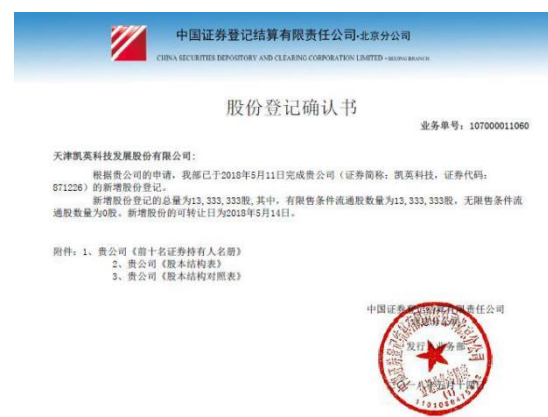 中国证券登记结算有限责任公司·北京分公司
CHINA SECURITIES DEPOSITORY AND CLEARING CORPORATION LIMITED - BEIJING BRANCH
股份登记确认书
业务单号：107000011060
天津凯英科技发展股份有限公司：
根据贵公司的申请，我部已于2018年5月11日完成贵公司（证券简称：凯英科技，证券代码：
871226）的新增股份登记。
新增股份登记的总量为13,333,333股,其中，有限售条件流通股数量为13,333,333股，无限售条件流
通股数量为0股。新增股份的可转让日为2018年5月14日。
附件：1、贵公司《前十名证券持有人名册》
2、贵公司《股本结构表》
3、贵公司《股本结构对照表》
中国证券登记结算有限责任公司
发行业务部